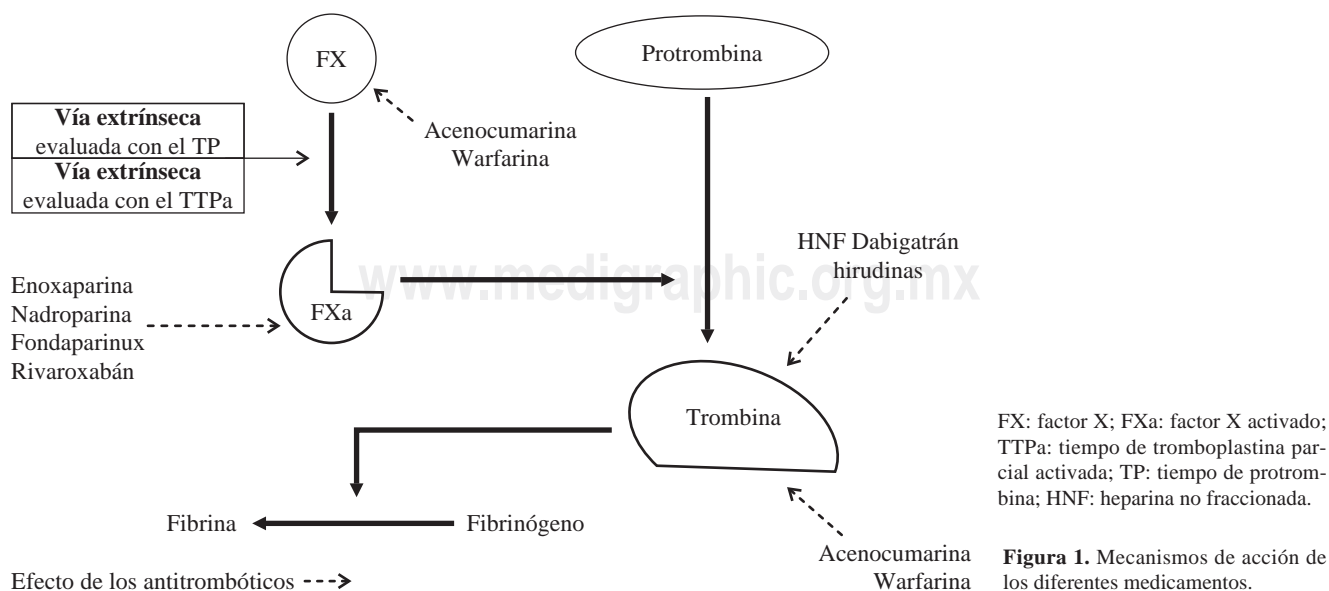 FX
Protrombina
Vía extrínseca
evaluada con el TP
Vía extrínseca
evaluada con el TTPa
Acenocumarina
Warfarina
HNF Dabigatrán
hirudinas
www.medigraphic.org.mx
Enoxaparina
Nadroparina
Fondaparinux
Rivaroxabán
FXa
Trombina
Fibrina
Fibrinógeno
Acenocumarina
Warfarina
Efecto de los antitrombóticos
FX: factor X; FXa: factor X activado;
TTPa: tiempo de tromboplastina par-
cial activada; TP: tiempo de protrom-
bina; HNF: heparina no fraccionada.
Figura 1. Mecanismos de acción de
los diferentes medicamentos.